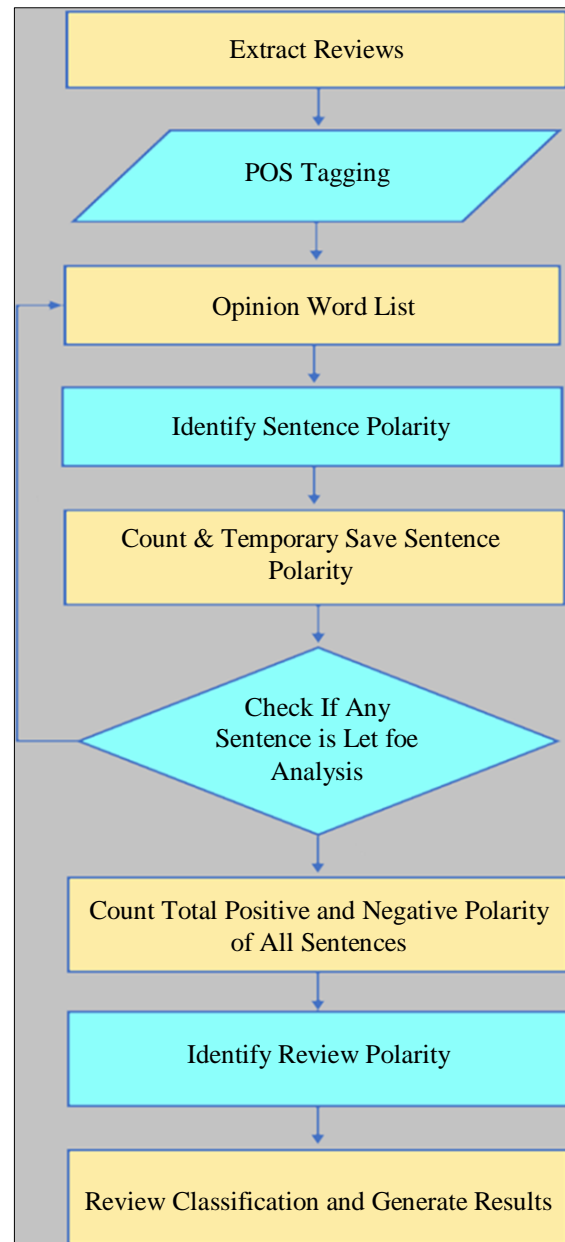 Extract Reviews
POS Tagging
Opinion Word List
Identify Sentence Polarity
Count & Temporary Save Sentence
Polarity
Check If Any
Sentence is Let foe
Analysis
Count Total Positive and Negative Polarity
of All Sentences
Identify Review Polarity
Review Classification and Generate Results